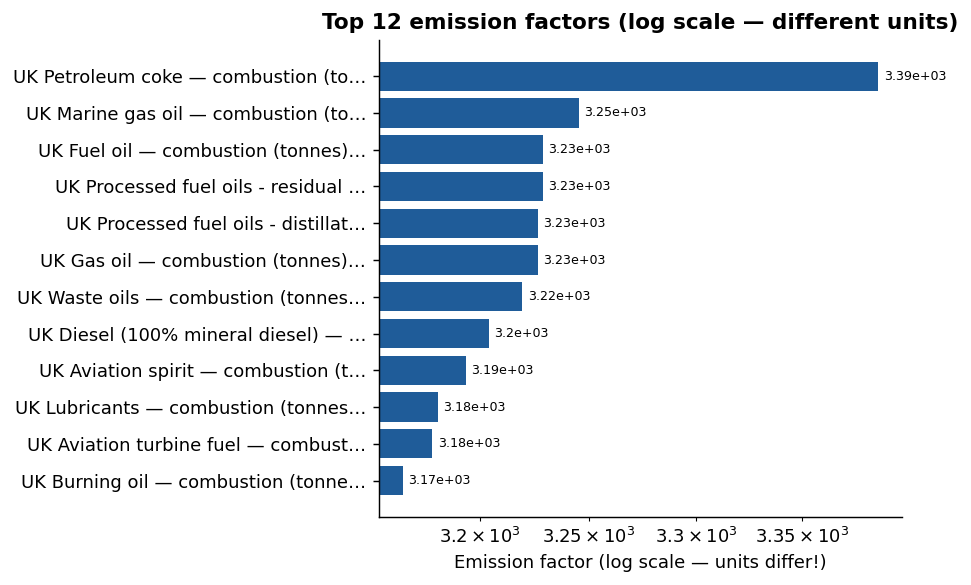 Top 12 emission factors (log scale — different units)
UK Petroleum coke — combustion (to…
3.39e+03
UK Marine gas oil — combustion (to…
3.25e+03
UK Fuel oil — combustion (tonnes)…
3.23e+03
UK Processed fuel oils - residual …
3.23e+03
UK Processed fuel oils - distillat…
3.23e+03
UK Gas oil — combustion (tonnes)…
3.23e+03
UK Waste oils — combustion (tonnes…
3.22e+03
UK Diesel (100% mineral diesel) — …
3.2e+03
UK Aviation spirit — combustion (t…
3.19e+03
UK Lubricants — combustion (tonnes…
3.18e+03
UK Aviation turbine fuel — combust…
3.18e+03
UK Burning oil — combustion (tonne…
3.17e+03
3.2 × 10³ 3.25 × 10³ 3.3 × 10³ 3.35 × 10³
Emission factor (log scale — units differ!)